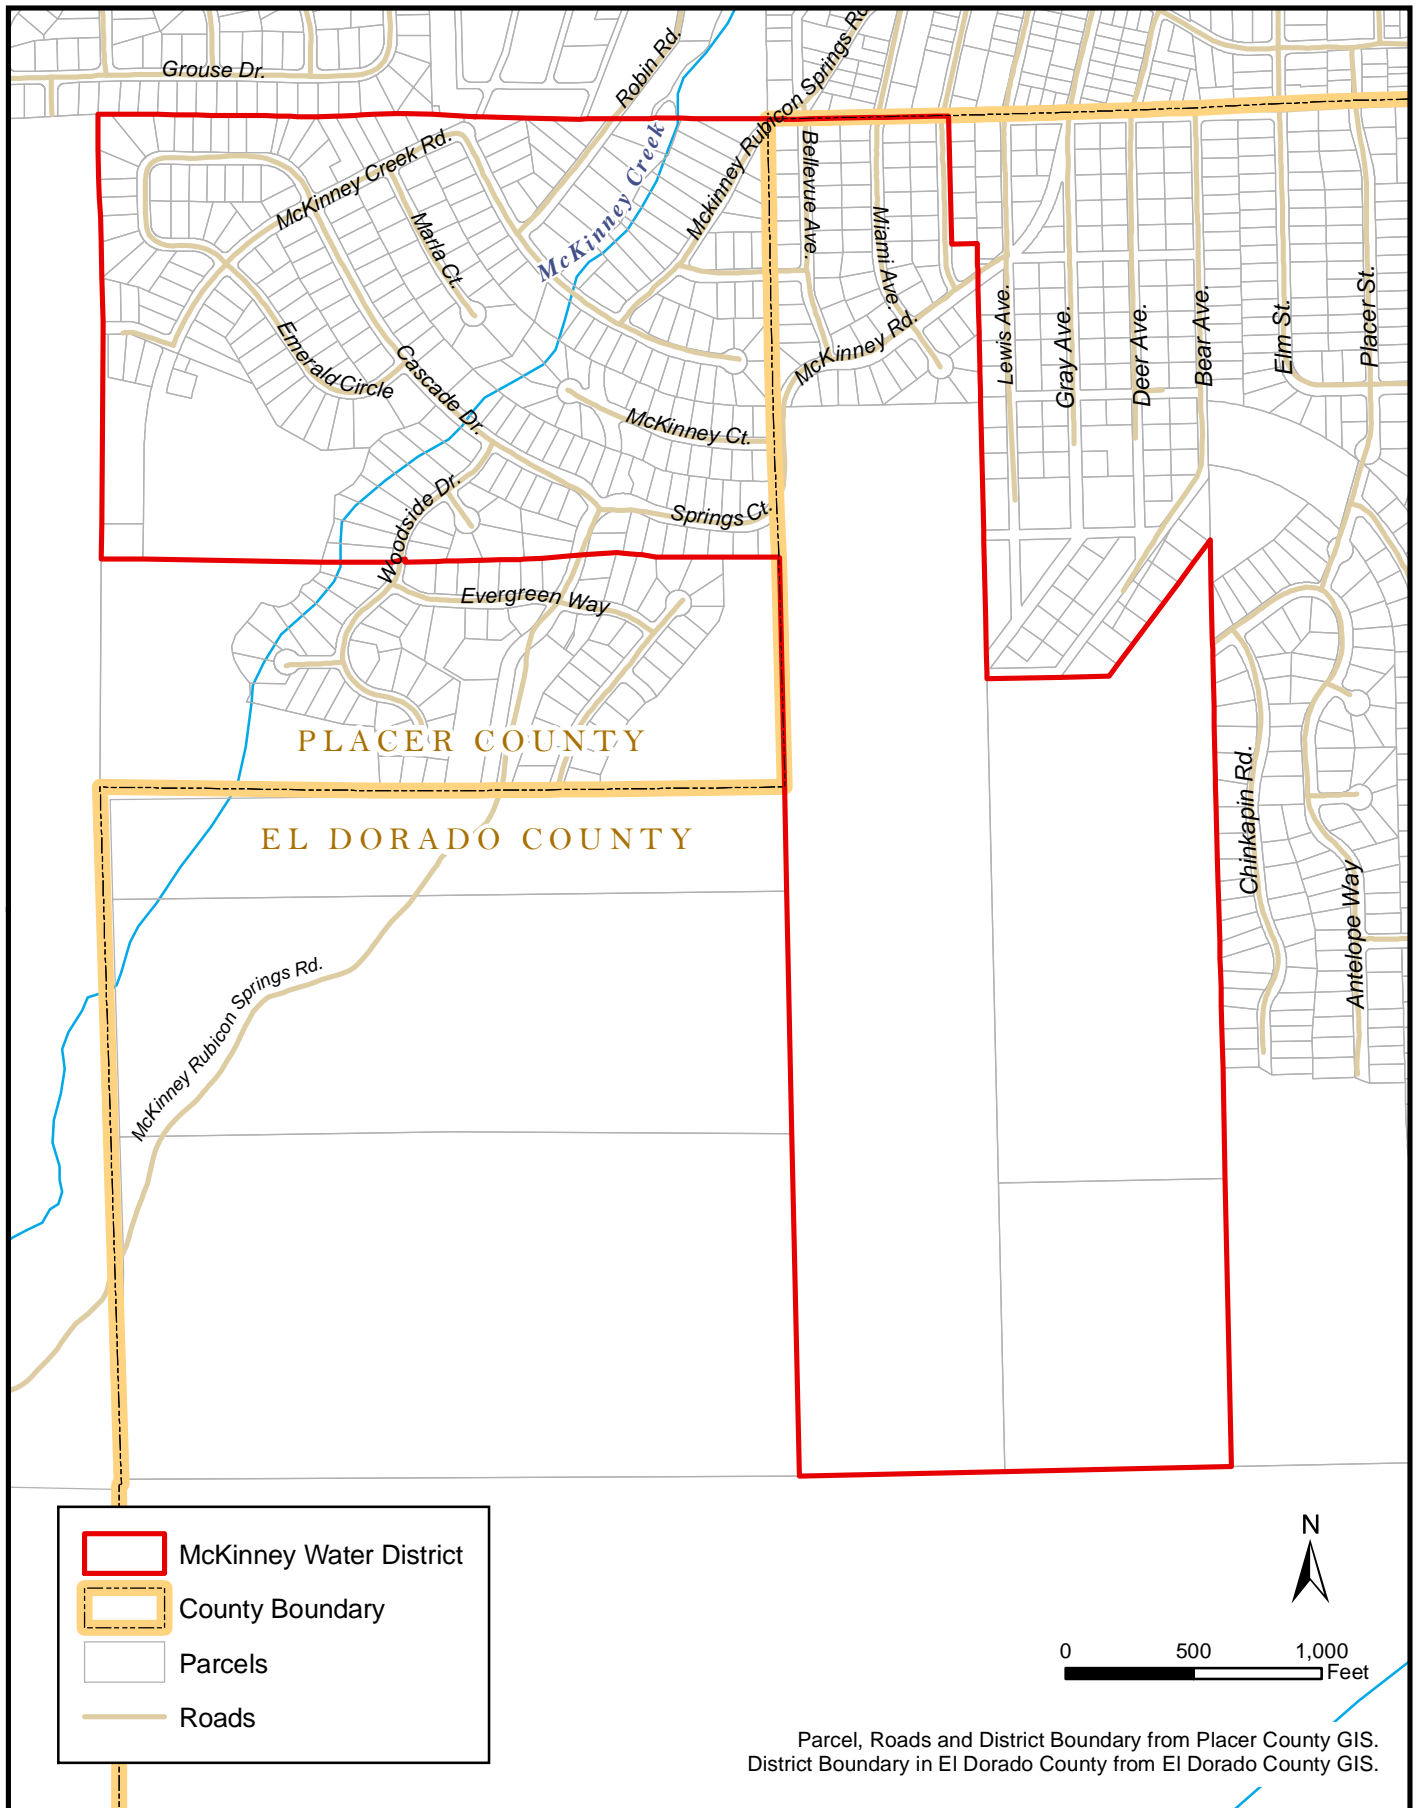 Grouse Dr.
Robin Rd.
Mckinney Rubicon Springs Rd
McKinney Creek Rd.
McKinney Creek
Bellevue Ave.
Marla Ct.
Miami Ave.
Lewis Ave.
Gray Ave.
Deer Ave.
Bear Ave.
Elm St.
Placer St.
Emerald Circle
Cascade Dr.
McKinney Rd.
McKinney Ct.
Woodside Dr.
Springs Ct.
Evergreen Way
PLACER COUNTY
EL DORADO COUNTY
Chinkapin Rd.
Antelope Way
McKinney Rubicon Springs Rd.
McKinney Water District
County Boundary
Parcels
Roads
N
0 500 1,000
Feet
Parcel, Roads and District Boundary from Placer County GIS.
District Boundary in El Dorado County from El Dorado County GIS.